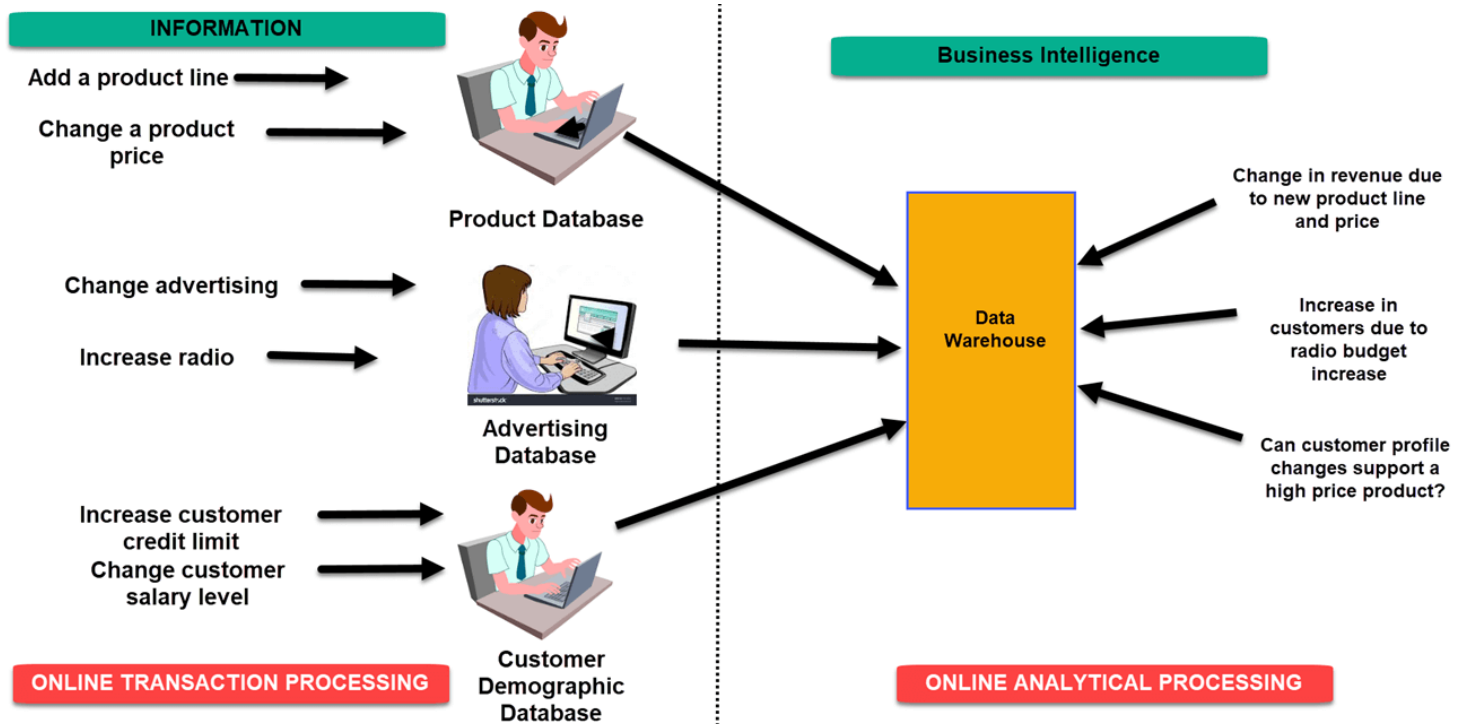 INFORMATION
Add a product line
Change a product
price
Product Database
Change advertising
Increase radio
shutterstock
Advertising
Database
Increase customer
credit limit
Change customer
salary level
Customer
Demographic
Database
ONLINE TRANSACTION PROCESSING
Business Intelligence
Data
Warehouse
Change in revenue due
to new product line
and price
Increase in
customers due to
radio budget
increase
Can customer profile
changes support a
high price product?
ONLINE ANALYTICAL PROCESSING